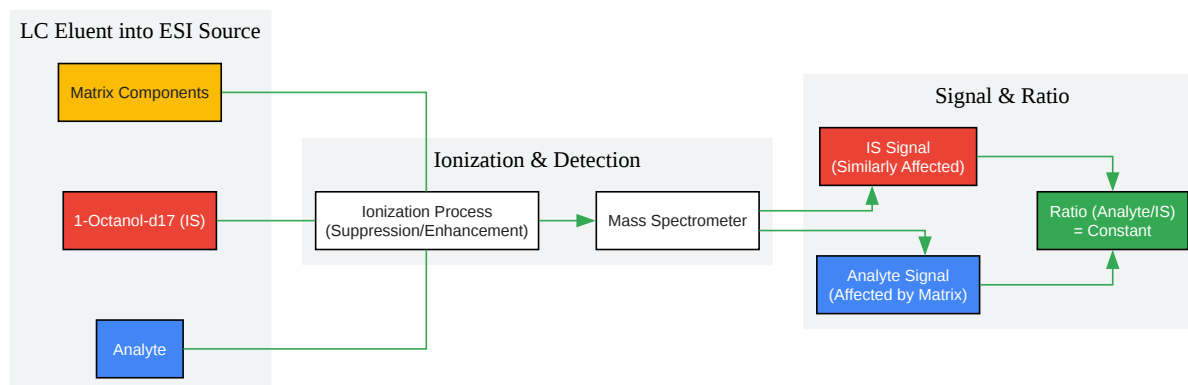 LC Eluent into ESI Source
Matrix Components
1-Octanol-d17 (IS)
Analyte
Ionization & Detection
Ionization Process
(Suppression/Enhancement)
Mass Spectrometer
Signal & Ratio
IS Signal
(Similarly Affected)
Analyte Signal
(Affected by Matrix)
Ratio (Analyte/IS)
= Constant